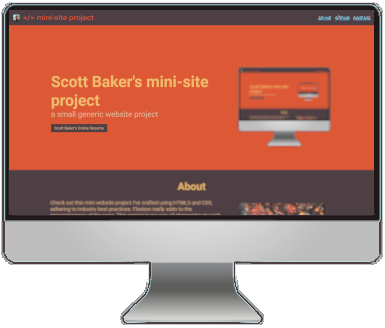 </> mini-site project
about github contact
Scott Baker's mini-site
project
a small generic website project
Scott Baker's Online Resume
About
Check out this mini website project I've crafted using HTML5 and CSS,
adhering to industry best practices. Flexbox really adds to the